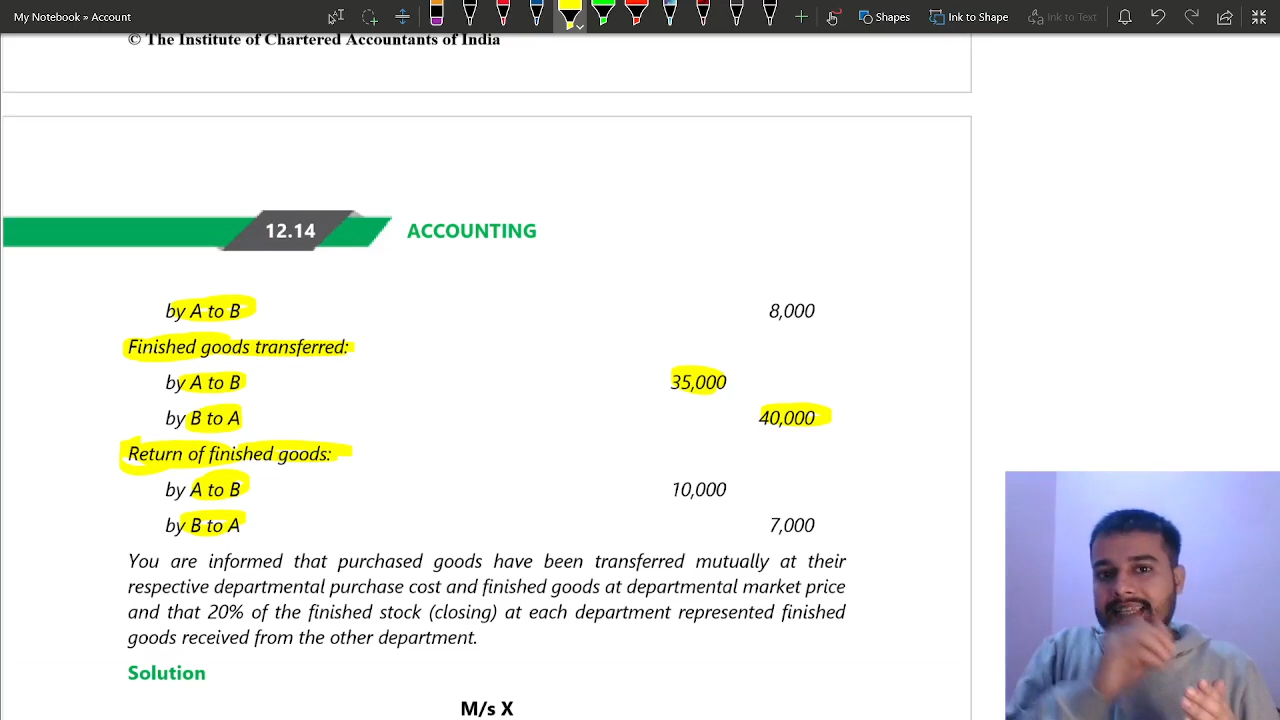 My Notebook » Account
Shapes
Ink to Shape
Ink to Text
© The Institute of Chartered Accountants of India
12.14 ACCOUNTING
by A to B 8,000
Finished goods transferred:
by A to B 35,000
by B to A 40,000
Return of finished goods:
by A to B 10,000
by B to A 7,000
You are informed that purchased goods have been transferred mutually at their
respective departmental purchase cost and finished goods at departmental market price
and that 20% of the finished stock (closing) at each department represented finished
goods received from the other department.
Solution
M/s X